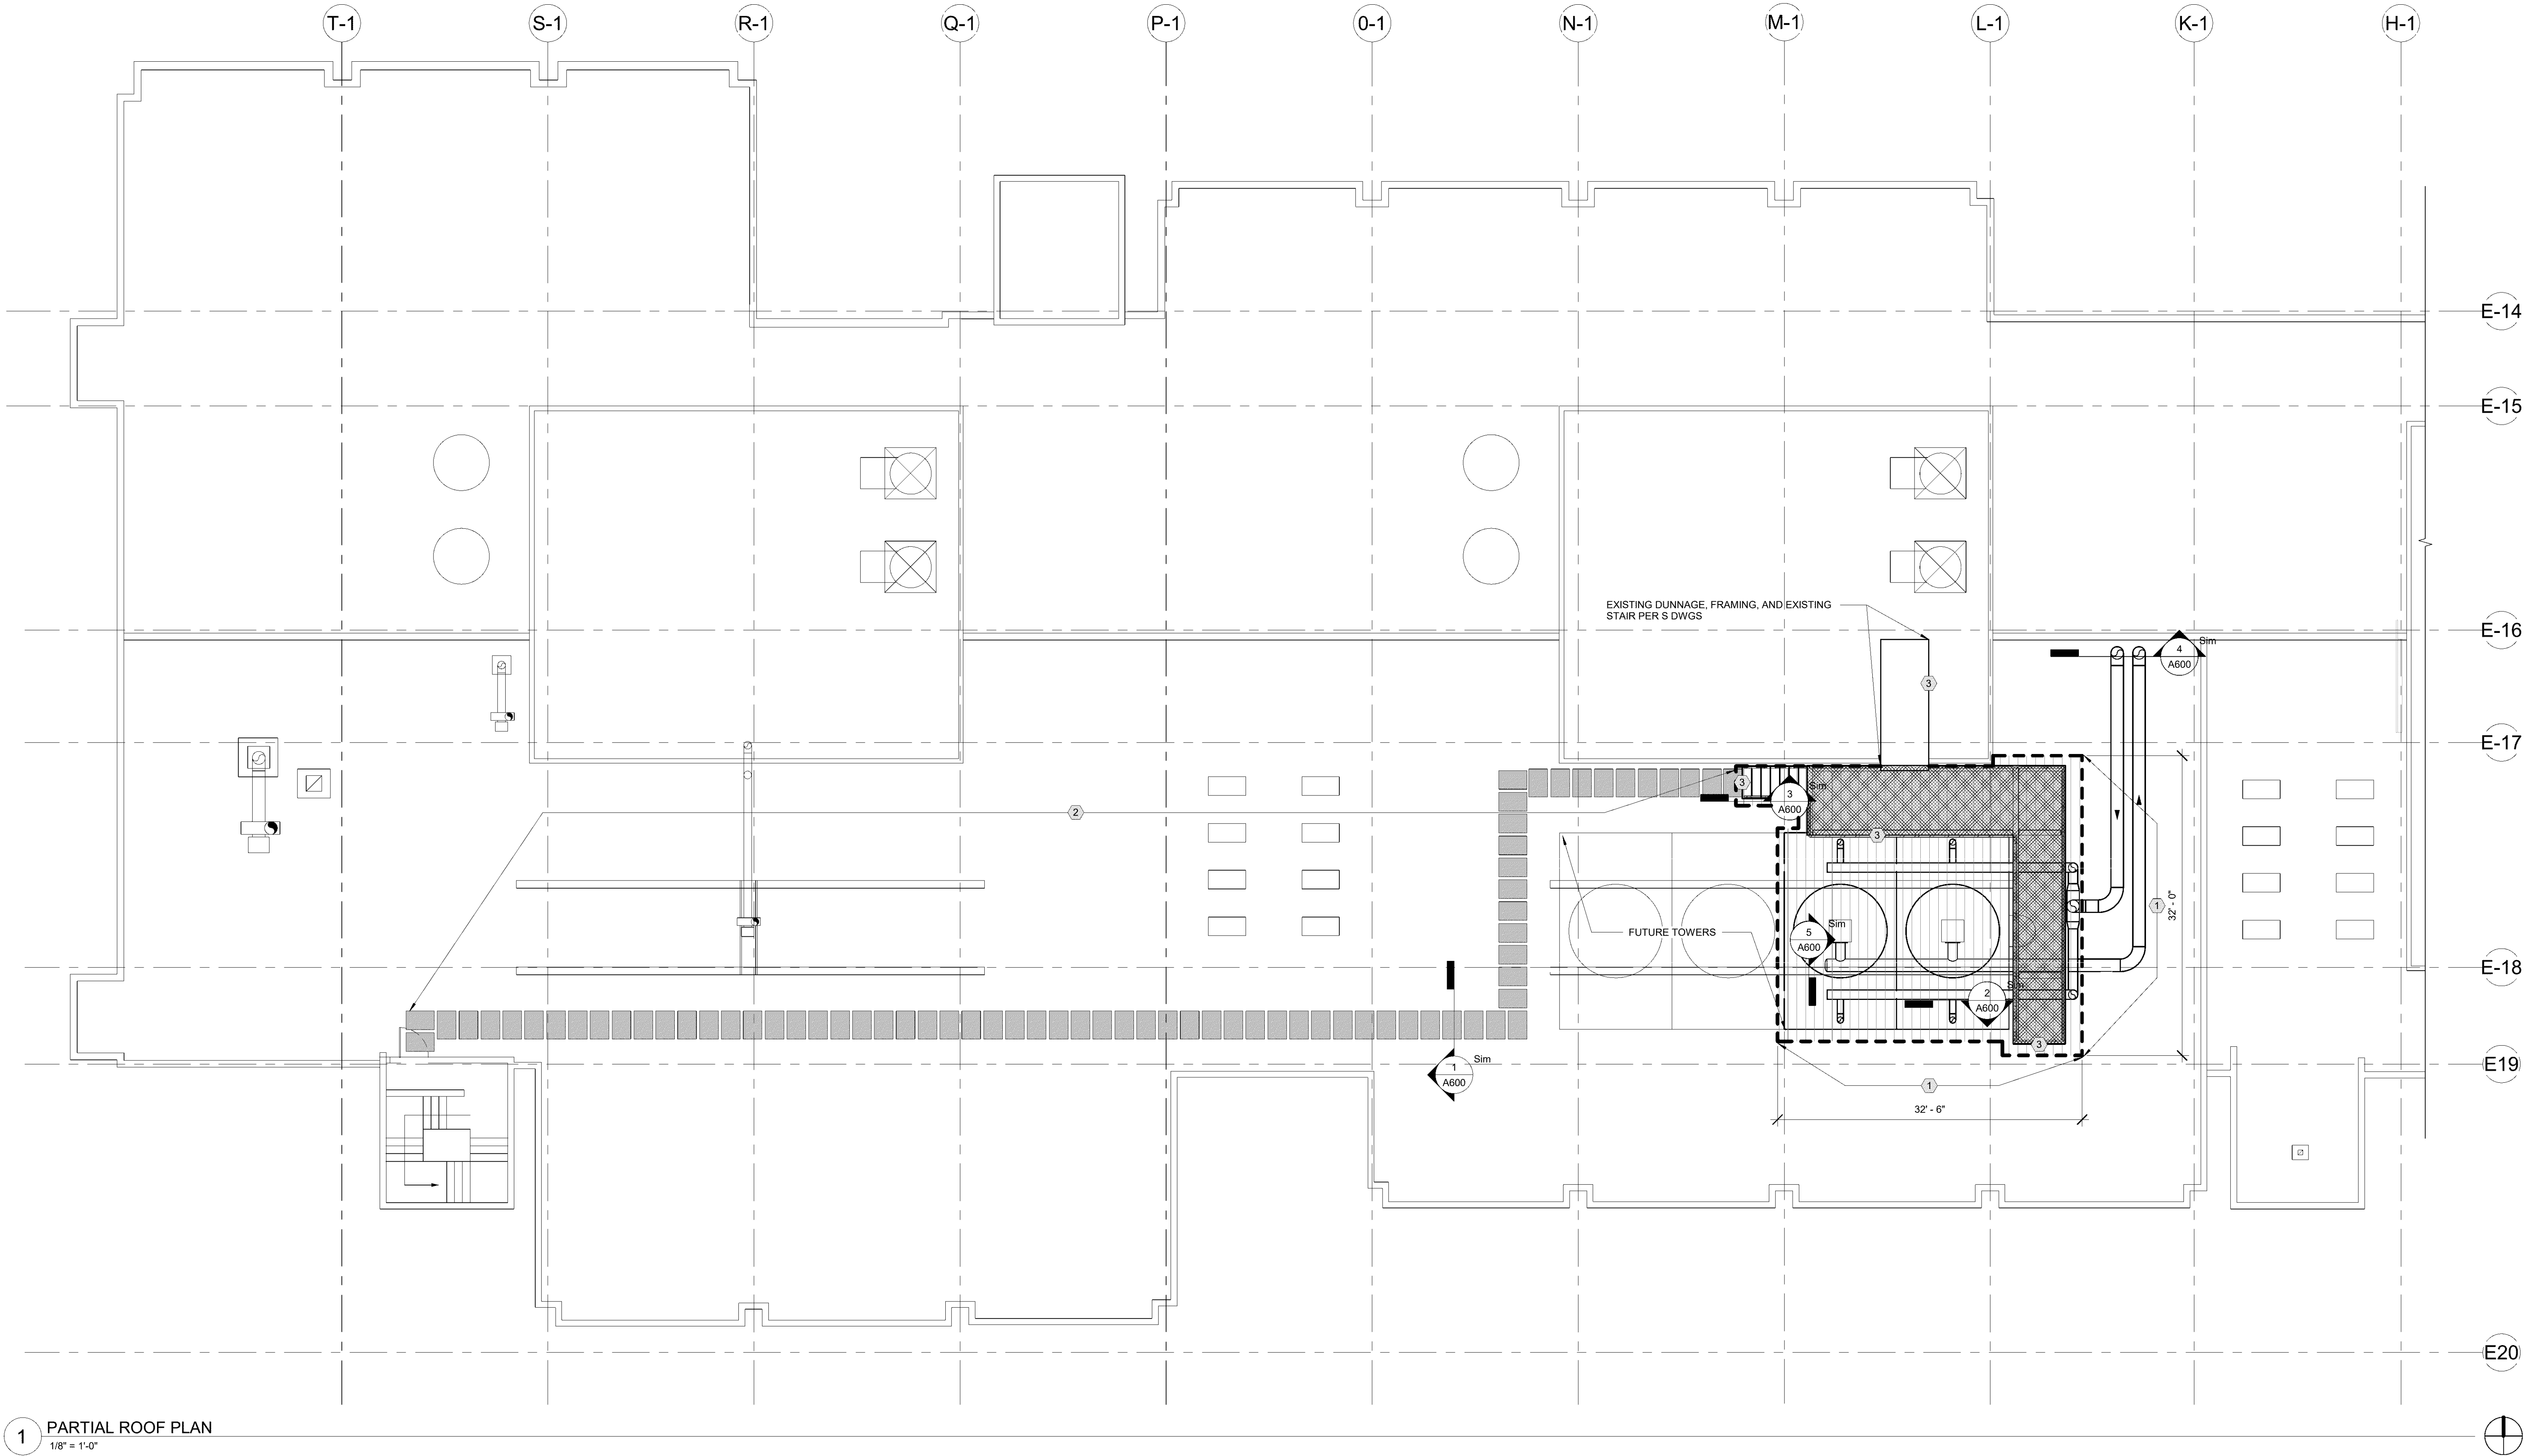 T-1
S-1
R-1
Q-1
P-1
0-1
N-1
M-1
L-1
K-1
H-1
E-14
E-15
EXISTING DUNNAGE, FRAMING, AND EXISTING
STAIR PER S DWGS
E-16
Sim
4
A600
3
E-17
3
Sim
3
A600
2
3
1
32' - 0"
Sim
5
A600
FUTURE TOWERS
E-18
Sim
2
A600
3
Sim
1
A600
E19
1
32' - 6"
E20
1
PARTIAL ROOF PLAN
1/8" = 1'-0"